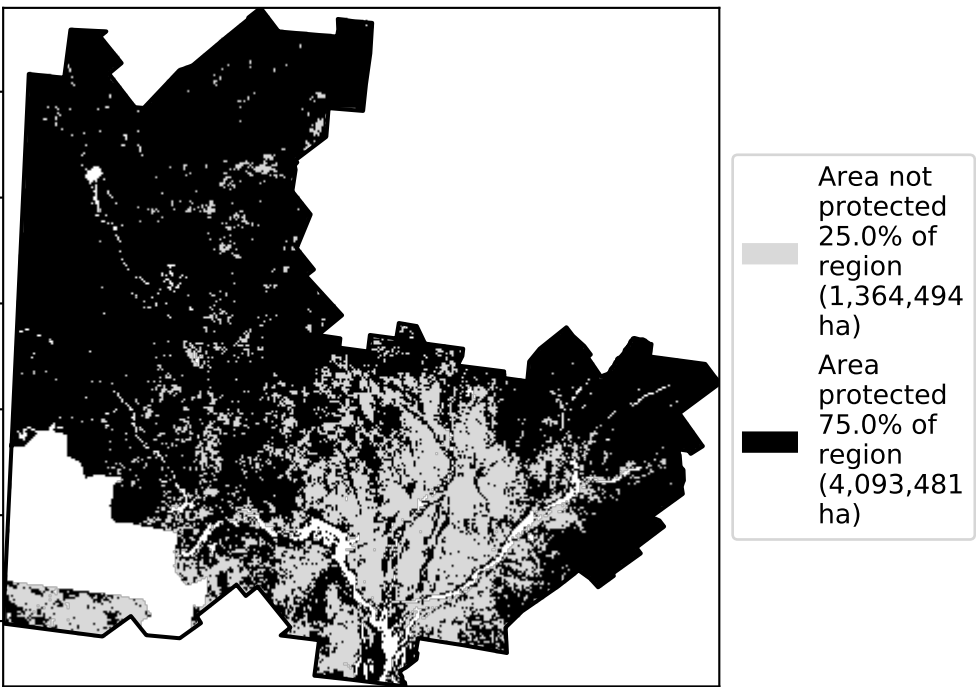 Area not
protected
25.0% of
region
(1,364,494
ha)
Area
protected
75.0% of
region
(4,093,481
ha)